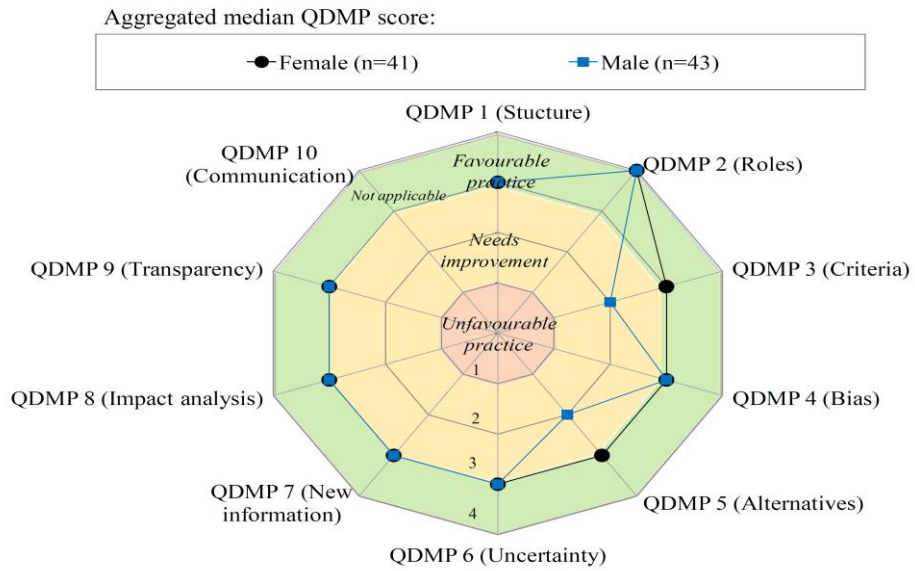 Aggregated median QDMP score:
Female (n=41)
Male (n=43)
QDMP 1 (Stucture)
QDMP 10
(Communication)
Favourable
practice
QDMP 2 (Roles)
Not applicable
Needs
improvement
QDMP 9 (Transparency)
QDMP 3 (Criteria)
Unfavourable
practice
1
QDMP 8 (Impact analysis)
QDMP 4 (Bias)
2
3
QDMP 7 (New
information)
QDMP 5 (Alternatives)
4
QDMP 6 (Uncertainty)